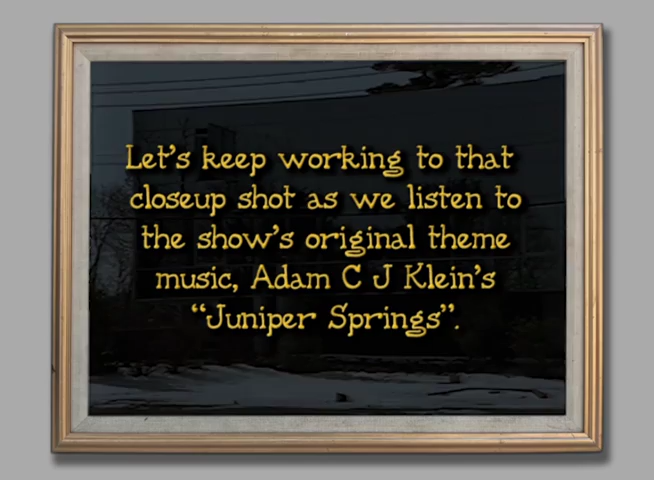 Let's keep working to that
closeup shot as we listen to
the show's original theme
music, Adam C J Klein's
“Juniper Springs”.